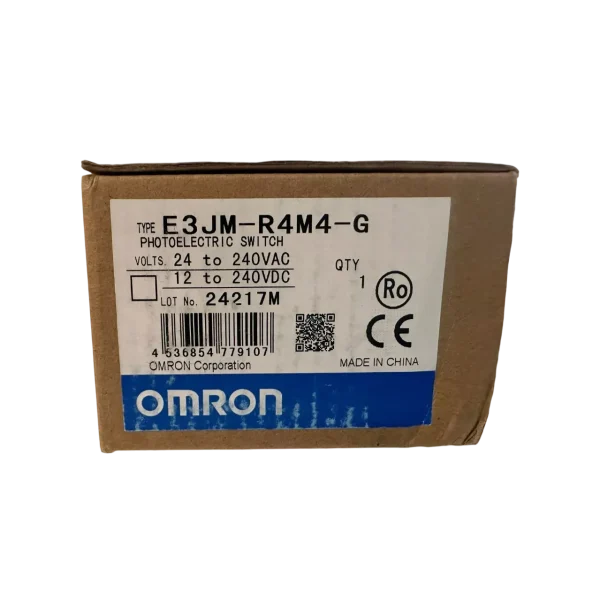 TYPE E3JM-R4M4-G
PHOTOELECTRIC SWITCH
VOLTS. 24 to 240VAC
12 to 240VDC
QTY
1
Ro
LOT No. 24217M
CE
4 536854 779107
OMRON Corporation
MADE IN CHINA
OMRON